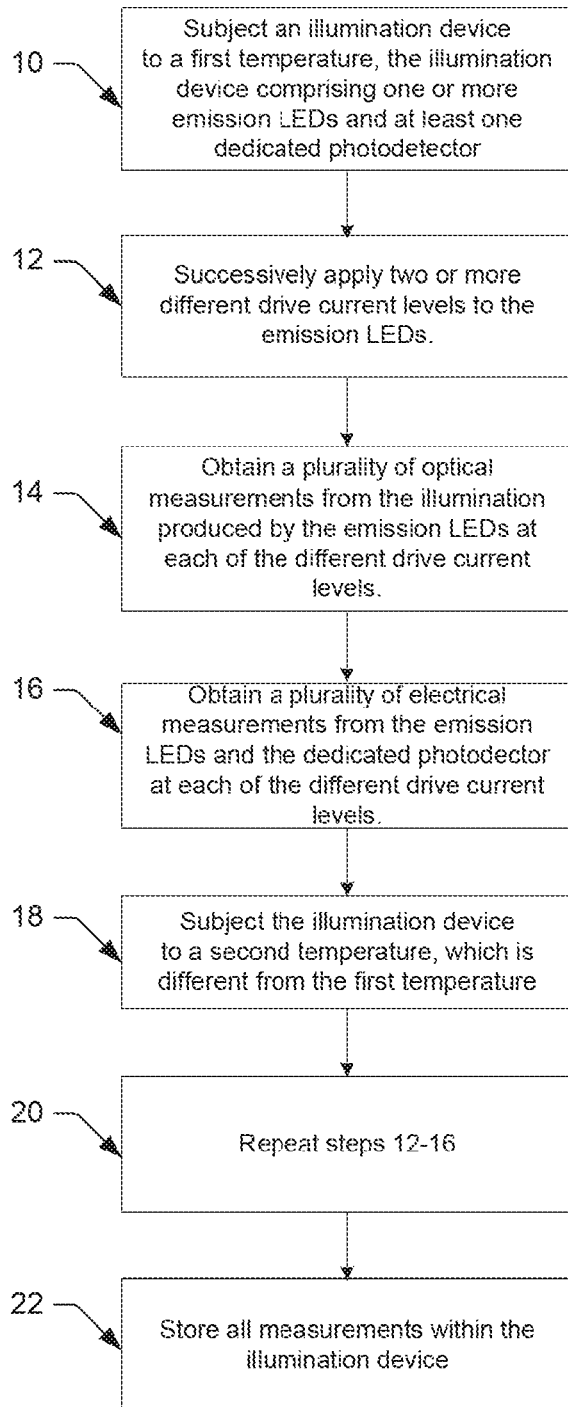 10
Subject an illumination device
to a first temperature, the illumination
device comprising one or more
emission LEDs and at least one
dedicated photodetector
12
Successively apply two or more
different drive current levels to the
emission LEDs.
14
Obtain a plurality of optical
measurements from the illumination
produced by the emission LEDs at
each of the different drive current
levels.
16
Obtain a plurality of electrical
measurements from the emission
LEDs and the dedicated photodector
at each of the different drive current
levels.
18
Subject the illumination device
to a second temperature, which is
different from the first temperature
20
Repeat steps 12-16
22
Store all measurements within the
illumination device